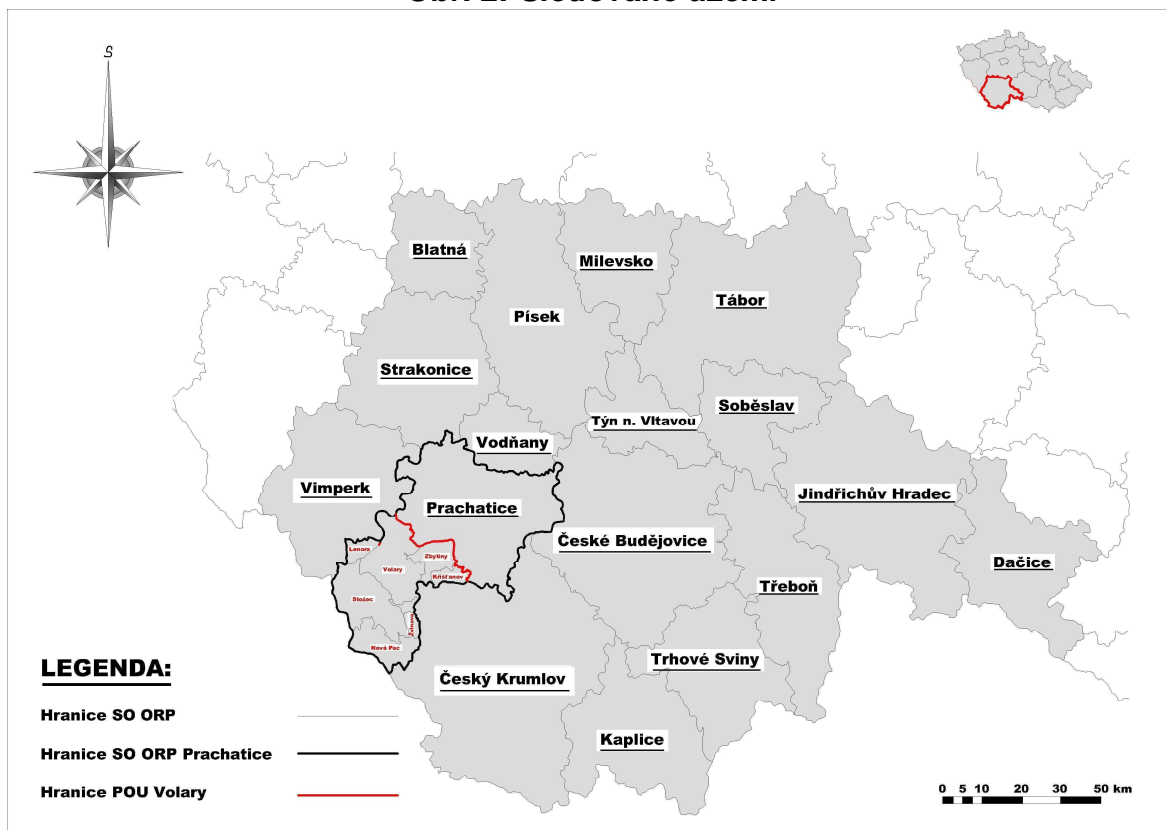 S
Blatná
Milevsko
Tábor
Písek
Strakonice
Soběslav
Týn n. Vltavou
Vodňany
Vimperk
Jindřichův Hradec
Prachatice
České Budějovice
Dačice
Lenora
Zbytiny
Volary
Křišťanov
Třeboň
Stožec
Želnava
Nová Pec
Trhové Sviny
Český Krumlov
Kaplice
LEGENDA:
Hranice SO ORP
Hranice SO ORP Prachatice
Hranice POU Volary
0 5 10 20 30 40 50 km